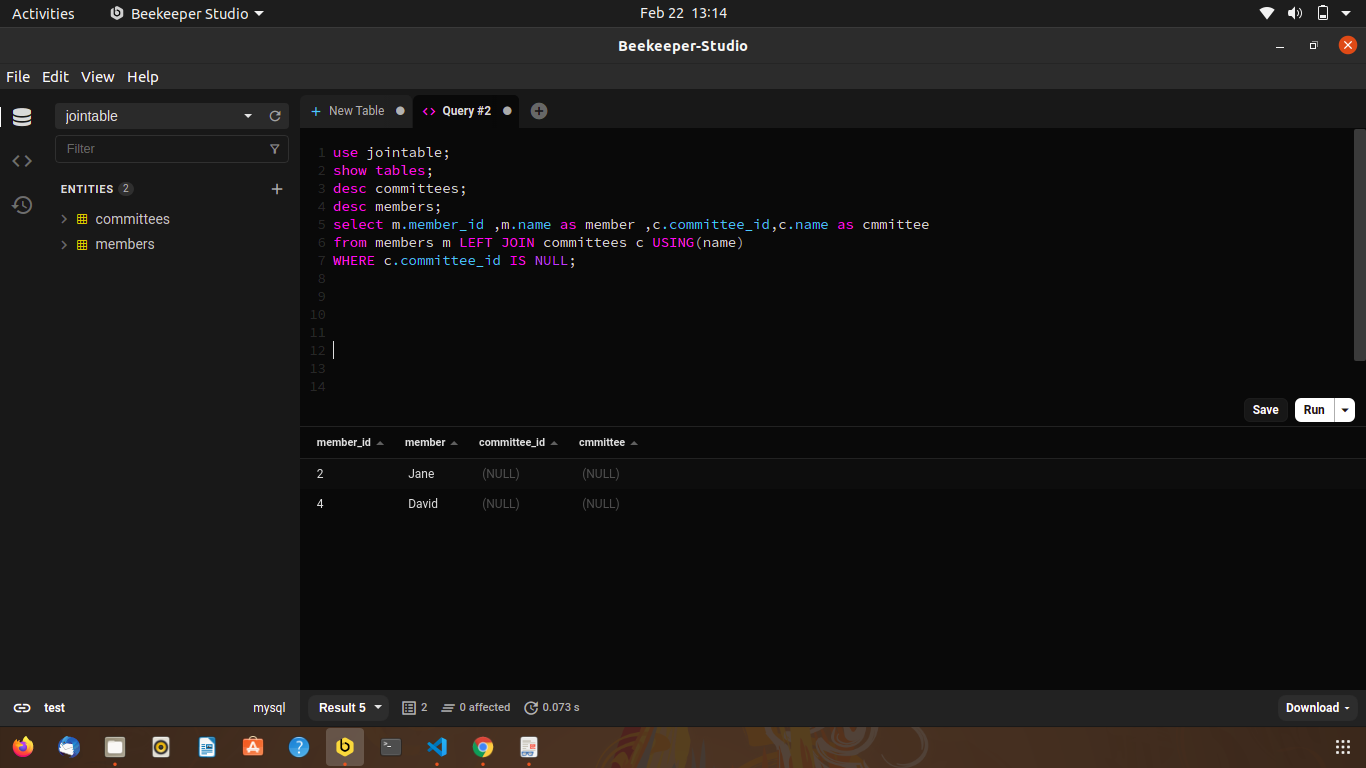 Activities Beekeeper Studio Feb 22 13:14
Beekeeper-Studio
File Edit View Help
jointable
Filter
ENTITIES 2
committees
members
New Table Query #2
1 use jointable;
2 show tables;
3 desc committees;
4 desc members;
5 select m.member_id ,m.name as member ,c.committee_id,c.name as cmmittee
6 from members m LEFT JOIN committees c USING(name)
7 WHERE c.committee_id IS NULL;
8
9
10
11
12
13
14
Save Run
member_id member committee_id cmmittee
2 Jane (NULL) (NULL)
4 David (NULL) (NULL)
test mysql Result 5 2 0 affected 0.073 s Download